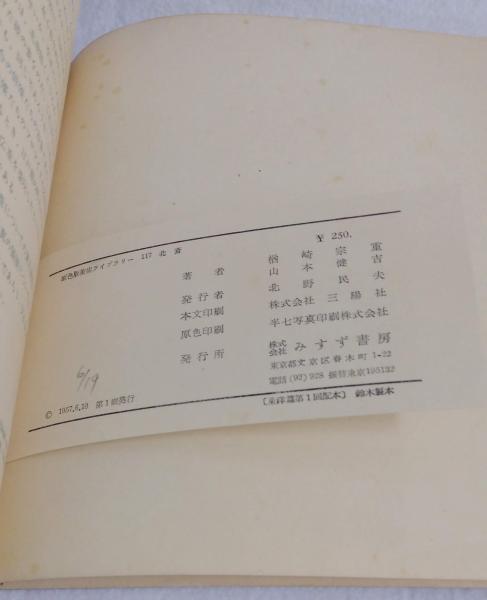 ¥ 250.
原色版美術ライブラリー 117 北斎
著者 楢崎宗重
山本健吉
発行者 北野民夫
本文印刷 株式会社 三陽社
原色印刷 半七写真印刷株式会社
発行所 株式会社 みすず書房
東京都文京区春木町1-22
電話 (92) 928 振替東京195132
6/19
© 1957.6.10 第1刷発行
〔東洋篇第1回配本〕 鈴木製本